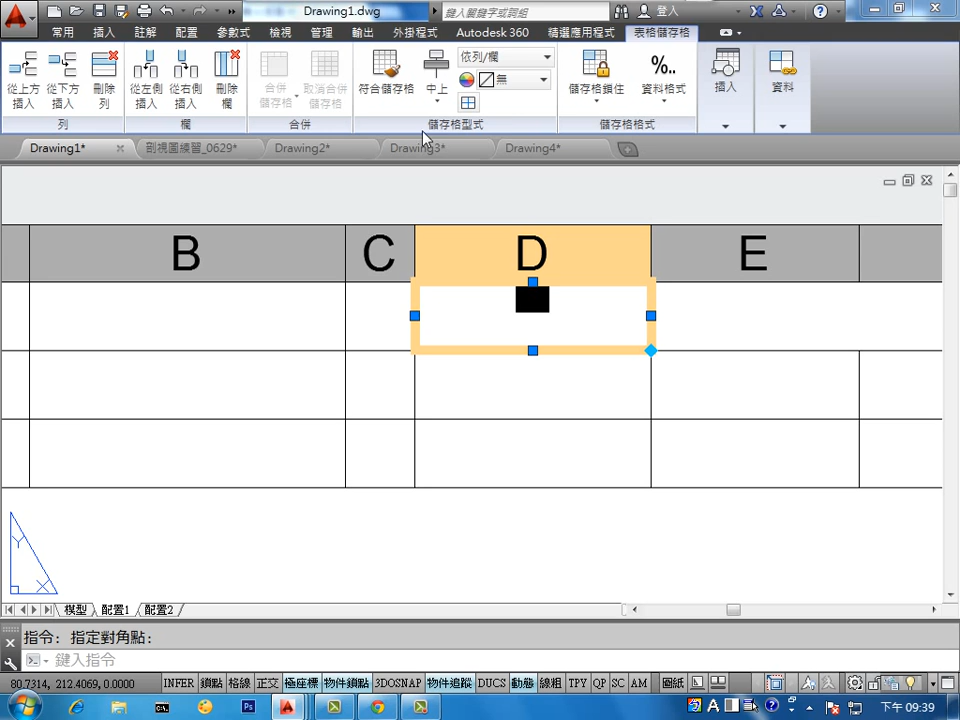 Drawing1.dwg
鍵入關鍵字或詞組
登入
常用 插入 註解 配置 參數式 檢視 管理 輸出 外掛程式 Autodesk 360 精選應用程式 表格儲存格
從上方插入
從下方插入
刪除列
從左側插入
從右側插入
刪除欄
合併儲存格
取消合併儲存格
符合儲存格
中上
依列/欄
無
儲存格鎖住
%..
資料格式
插入
資料
列 欄 合併 儲存格型式 儲存格格式
Drawing1* 剖視圖練習_0629* Drawing2* Drawing3* Drawing4*
B C D E
Y
X
模型 配置1 配置2
指令: 指定對角點:
鍵入指令
80.7314, 212.4069, 0.0000 INFER 鎖點 格線 正交 極座標 物件鎖點 3DOSNAP 物件追蹤 DUCS 動態 線粗 TPY QP SC AM 圖紙
下午 09:39